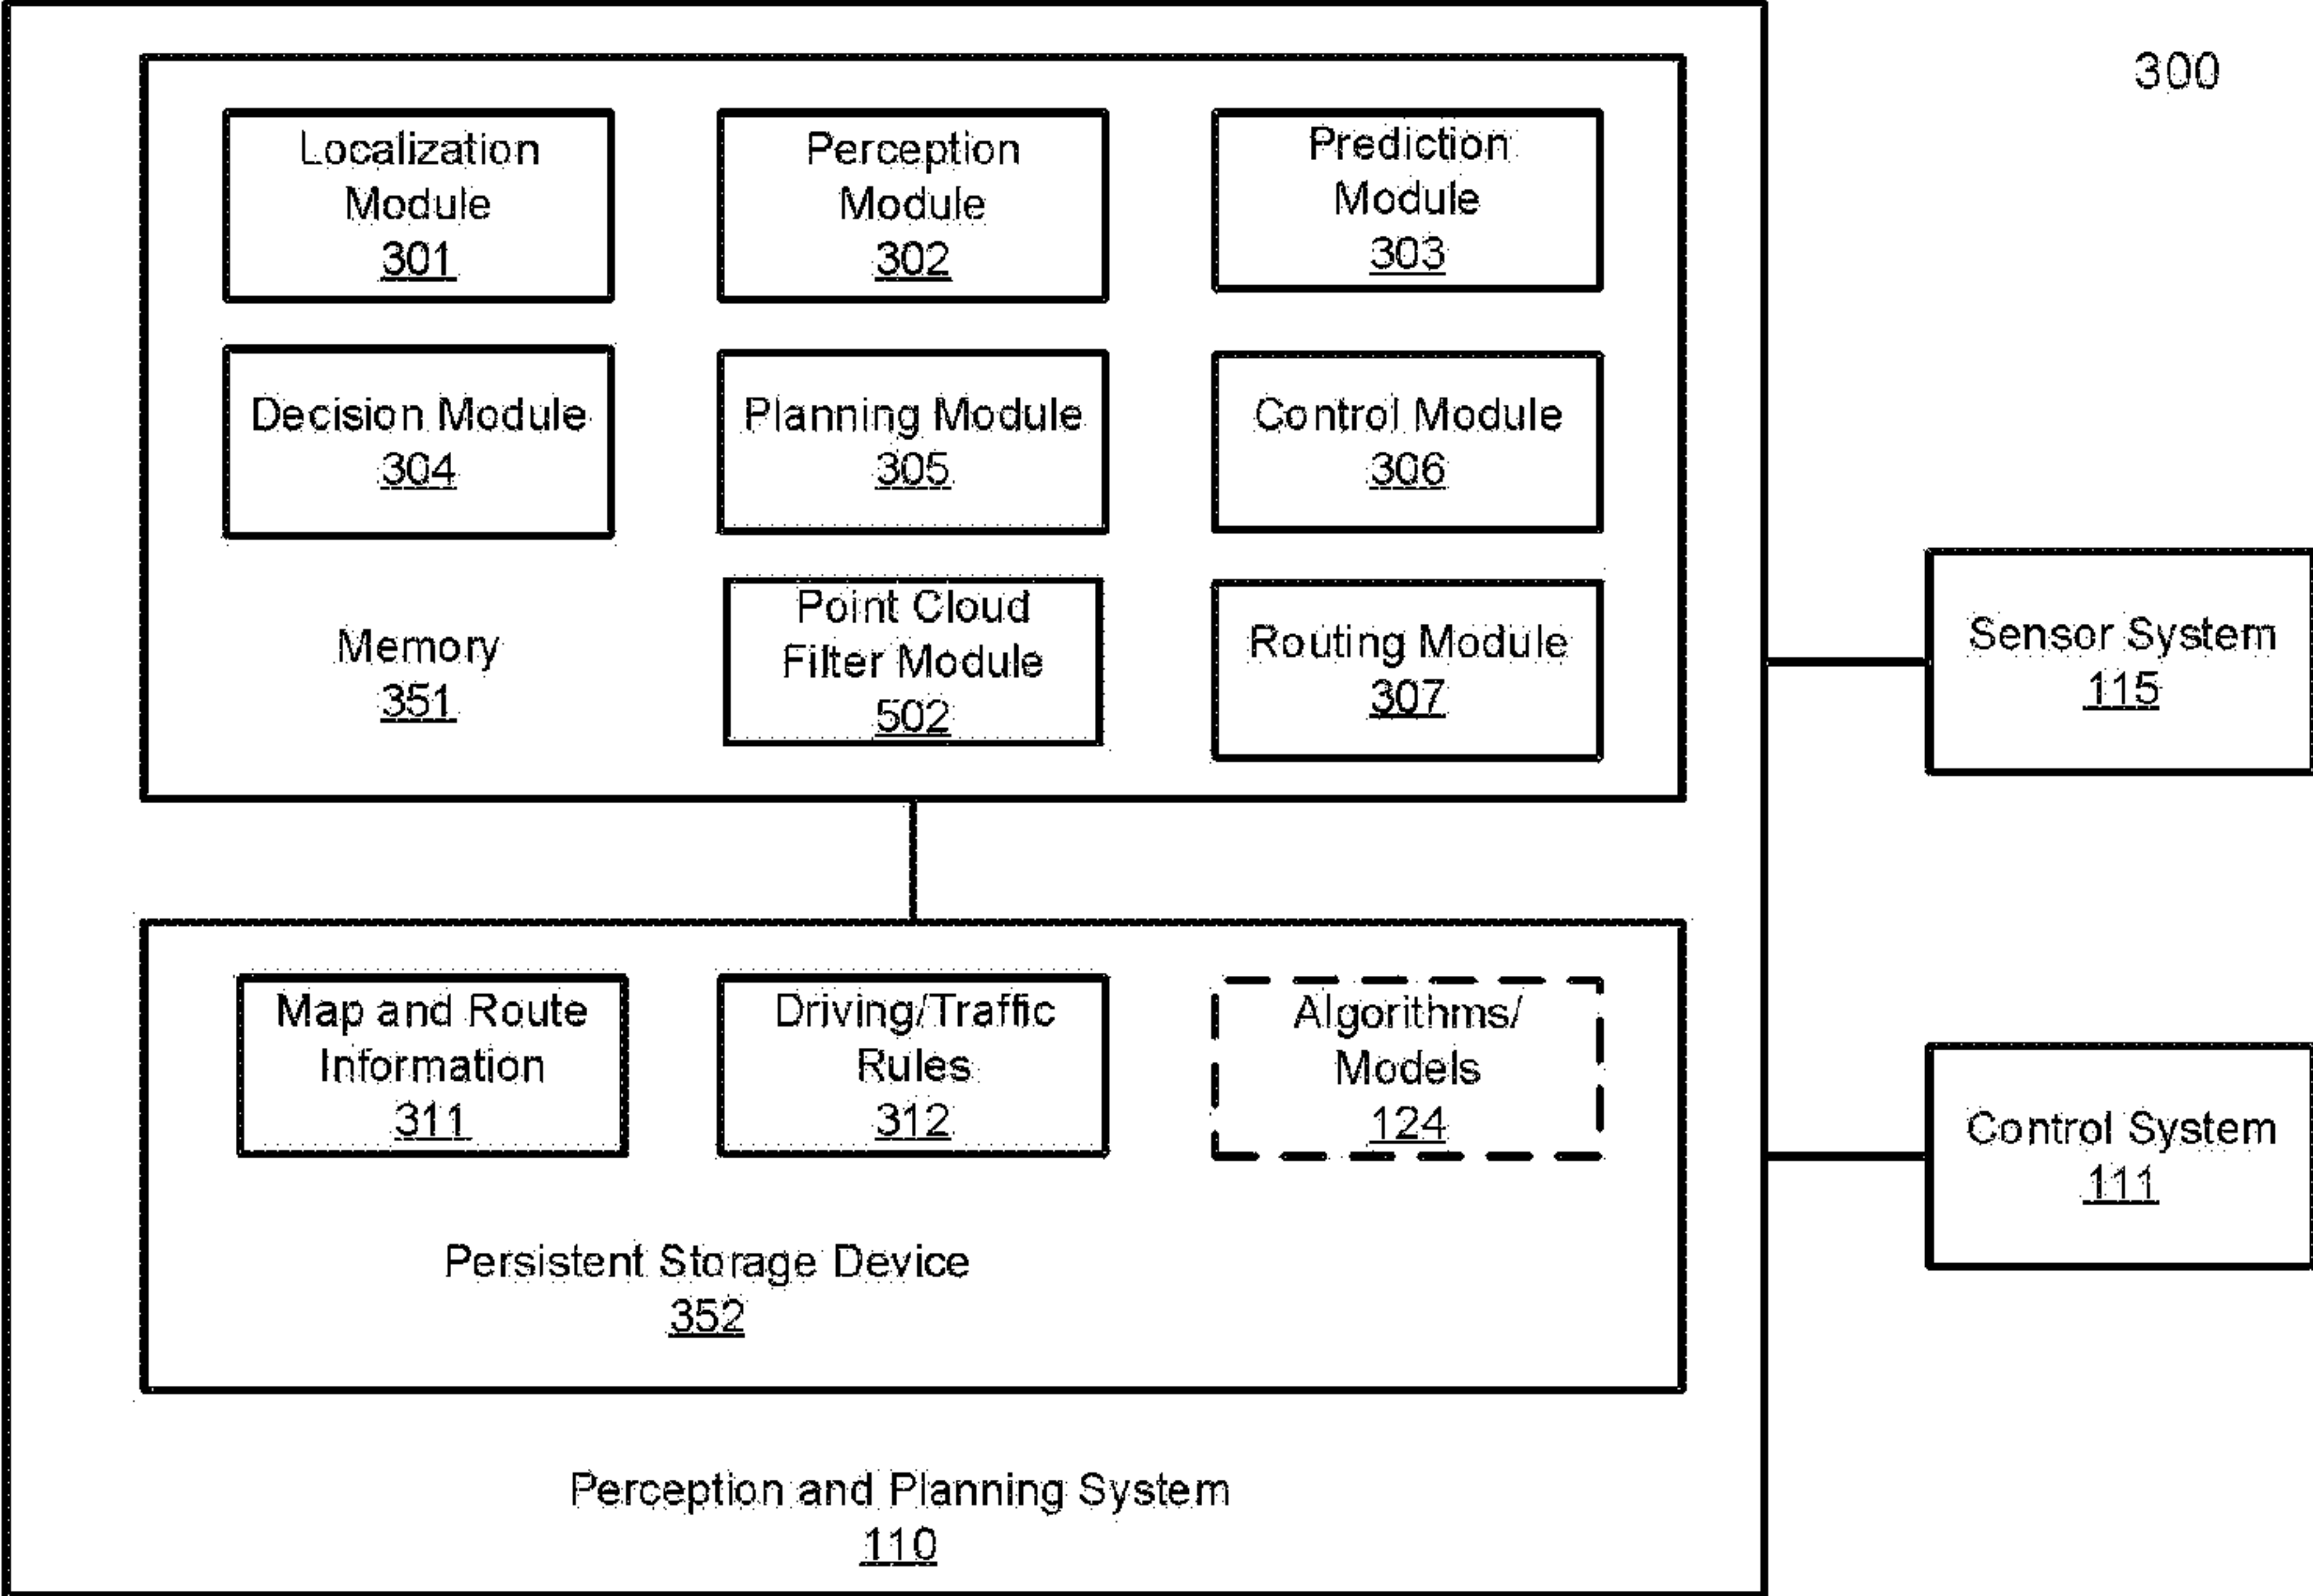 300
Localization
Module
301
Perception
Module
302
Prediction
Module
303
Decision Module
304
Planning Module
305
Control Module
306
Memory
351
Point Cloud
Filter Module
502
Routing Module
307
Sensor System
115
Map and Route
Information
311
Driving/Traffic
Rules
312
Algorithms/
Models
124
Control System
111
Persistent Storage Device
352
Perception and Planning System
110